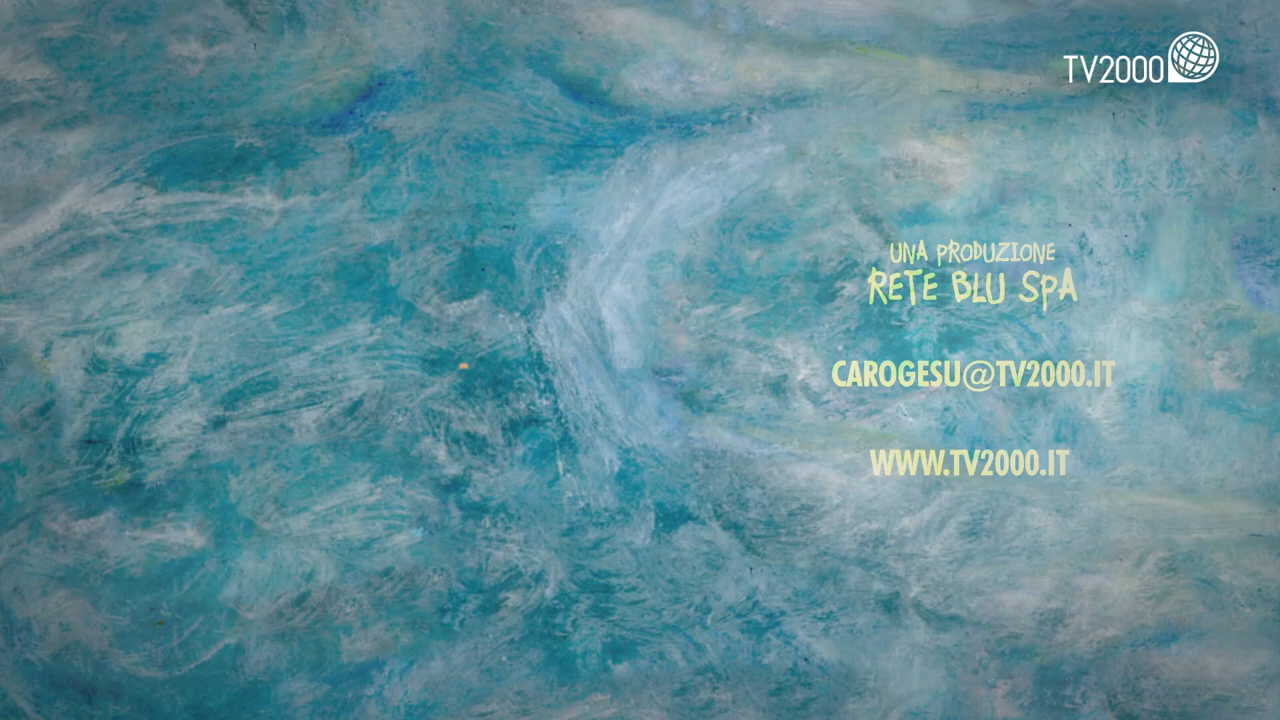 TV2000
UNA PRODUZIONE
RETE BLU SPA
CAROGESU@TV2000.IT
WWW.TV2000.IT